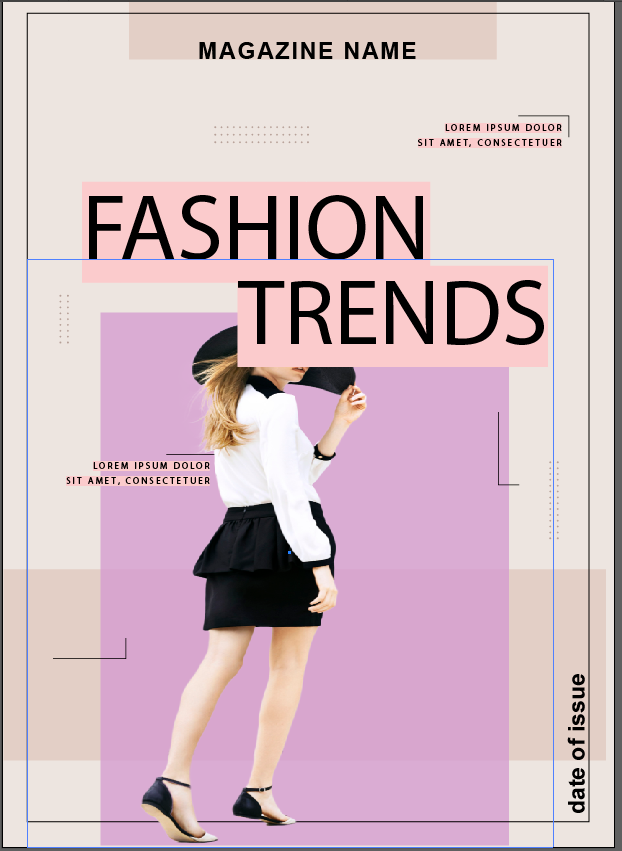 MAGAZINE NAME
LOREM IPSUM DOLOR
SIT AMET, CONSECTETUER
FASHION
TRENDS
LOREM IPSUM DOLOR
SIT AMET, CONSECTETUER
date of issue